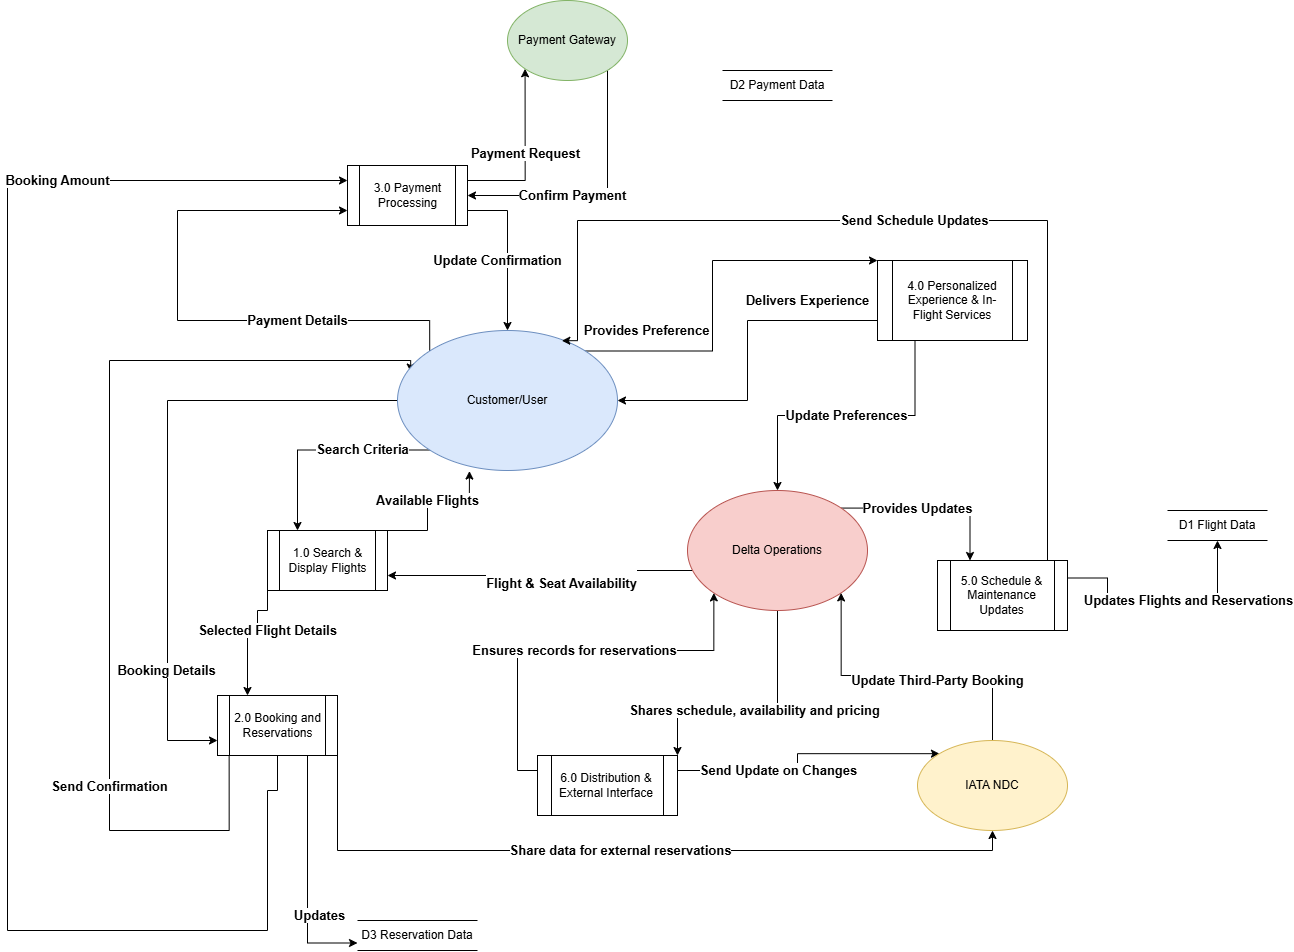 Payment Gateway
D2 Payment Data
Payment Request
Booking Amount
3.0 Payment
Processing
Confirm Payment
Send Schedule Updates
Update Confirmation
4.0 Personalized
Experience & In-
Flight Services
Delivers Experience
Payment Details
Provides Preference
Customer/User
Update Preferences
Search Criteria
Available Flights
Provides Updates
D1 Flight Data
1.0 Search &
Display Flights
Delta Operations
Flight & Seat Availability
5.0 Schedule &
Maintenance
Updates
Updates Flights and Reservations
Selected Flight Details
Ensures records for reservations
Booking Details
Update Third-Party Booking
2.0 Booking and
Reservations
Shares schedule, availability and pricing
Send Update on Changes
Send Confirmation
6.0 Distribution &
External Interface
IATA NDC
Share data for external reservations
Updates
D3 Reservation Data